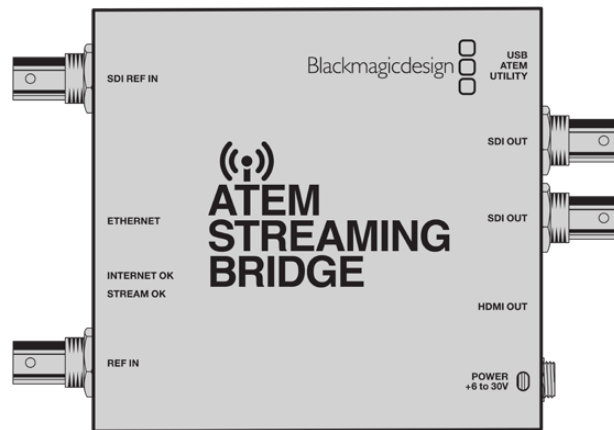 SDI REF IN
Blackmagicdesign
USB
ATEM
UTILITY
SDI OUT
ETHERNET
ATEM
STREAMING
BRIDGE
SDI OUT
INTERNET OK
STREAM OK
HDMI OUT
REF IN
POWER
+6 to 30V